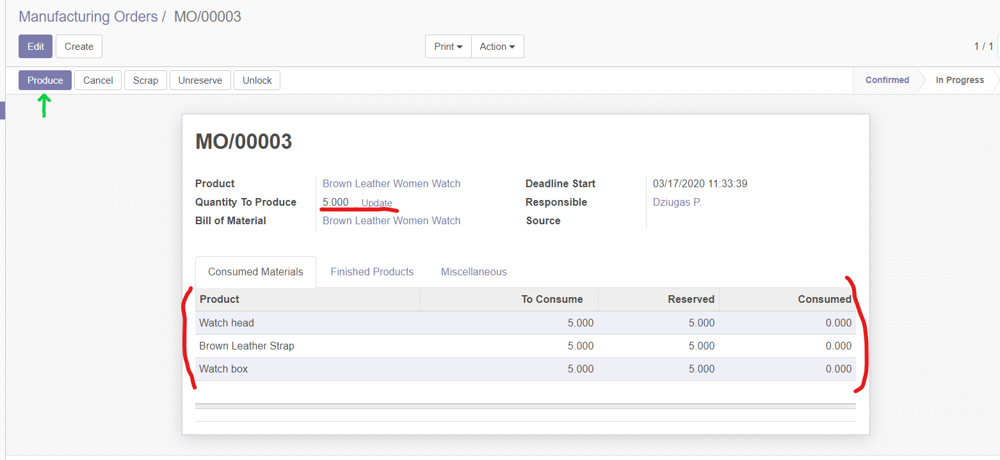 Manufacturing Orders / MO/00003
Edit Create Print Action 1 / 1
Produce Cancel Scrap Unreserve Unlock Confirmed In Progress
MO/00003
Product Brown Leather Women Watch Deadline Start 03/17/2020 11:33:39
Quantity To Produce 5.000 Update Responsible Dziugas P.
Bill of Material Brown Leather Women Watch Source
Consumed Materials Finished Products Miscellaneous
Product To Consume Reserved Consumed
Watch head 5.000 5.000 0.000
Brown Leather Strap 5.000 5.000 0.000
Watch box 5.000 5.000 0.000